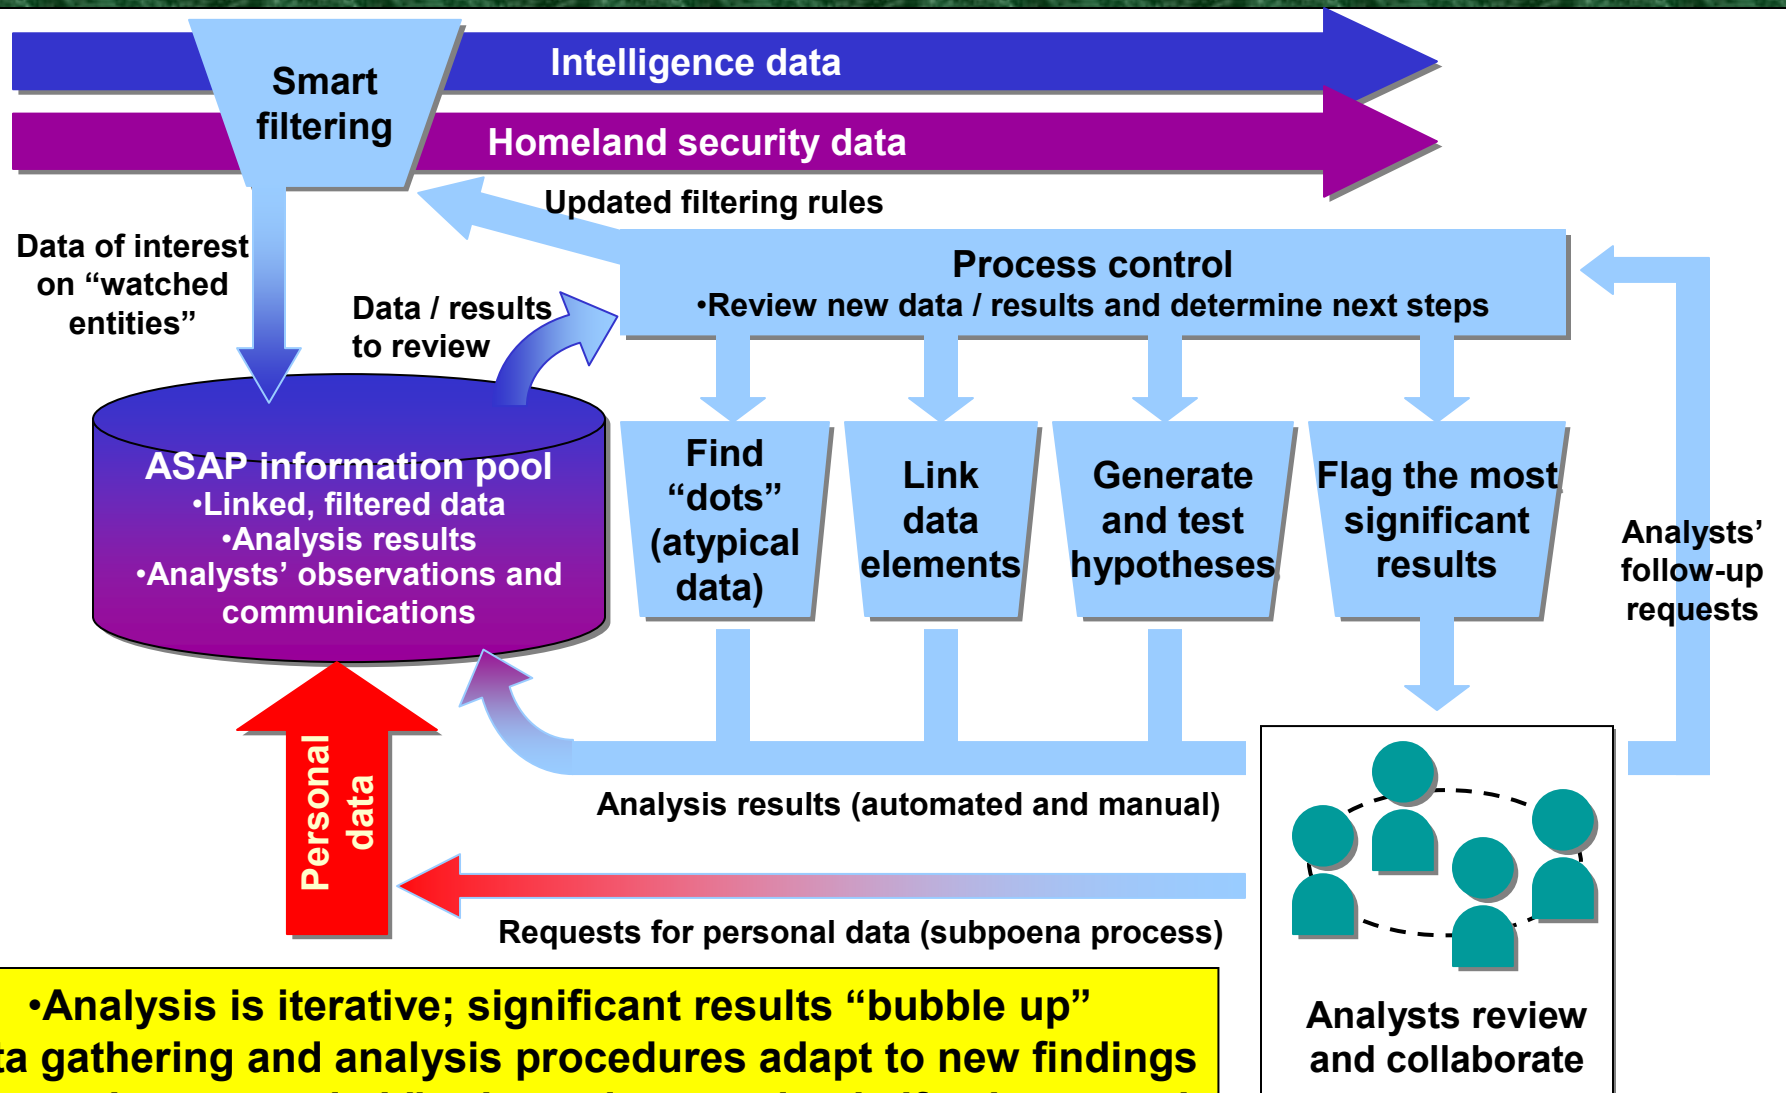 Intelligence data
Smart
filtering
Homeland security data
Updated filtering rules
Data of interest
on “watched
entities”
Data / results
to review
Process control
•Review new data / results and determine next steps
ASAP information pool
•Linked, filtered data
•Analysis results
•Analysts’ observations and
communications
Find
“dots”
(atypical
data)
Link
data
elements
Generate
and test
hypotheses
Flag the most
significant
results
Analysts’
follow-up
requests
Personal
data
Analysis results (automated and manual)
Requests for personal data (subpoena process)
Analysts review
and collaborate
•Analysis is iterative; significant results “bubble up”
gathering and analysis procedures adapt to new findings